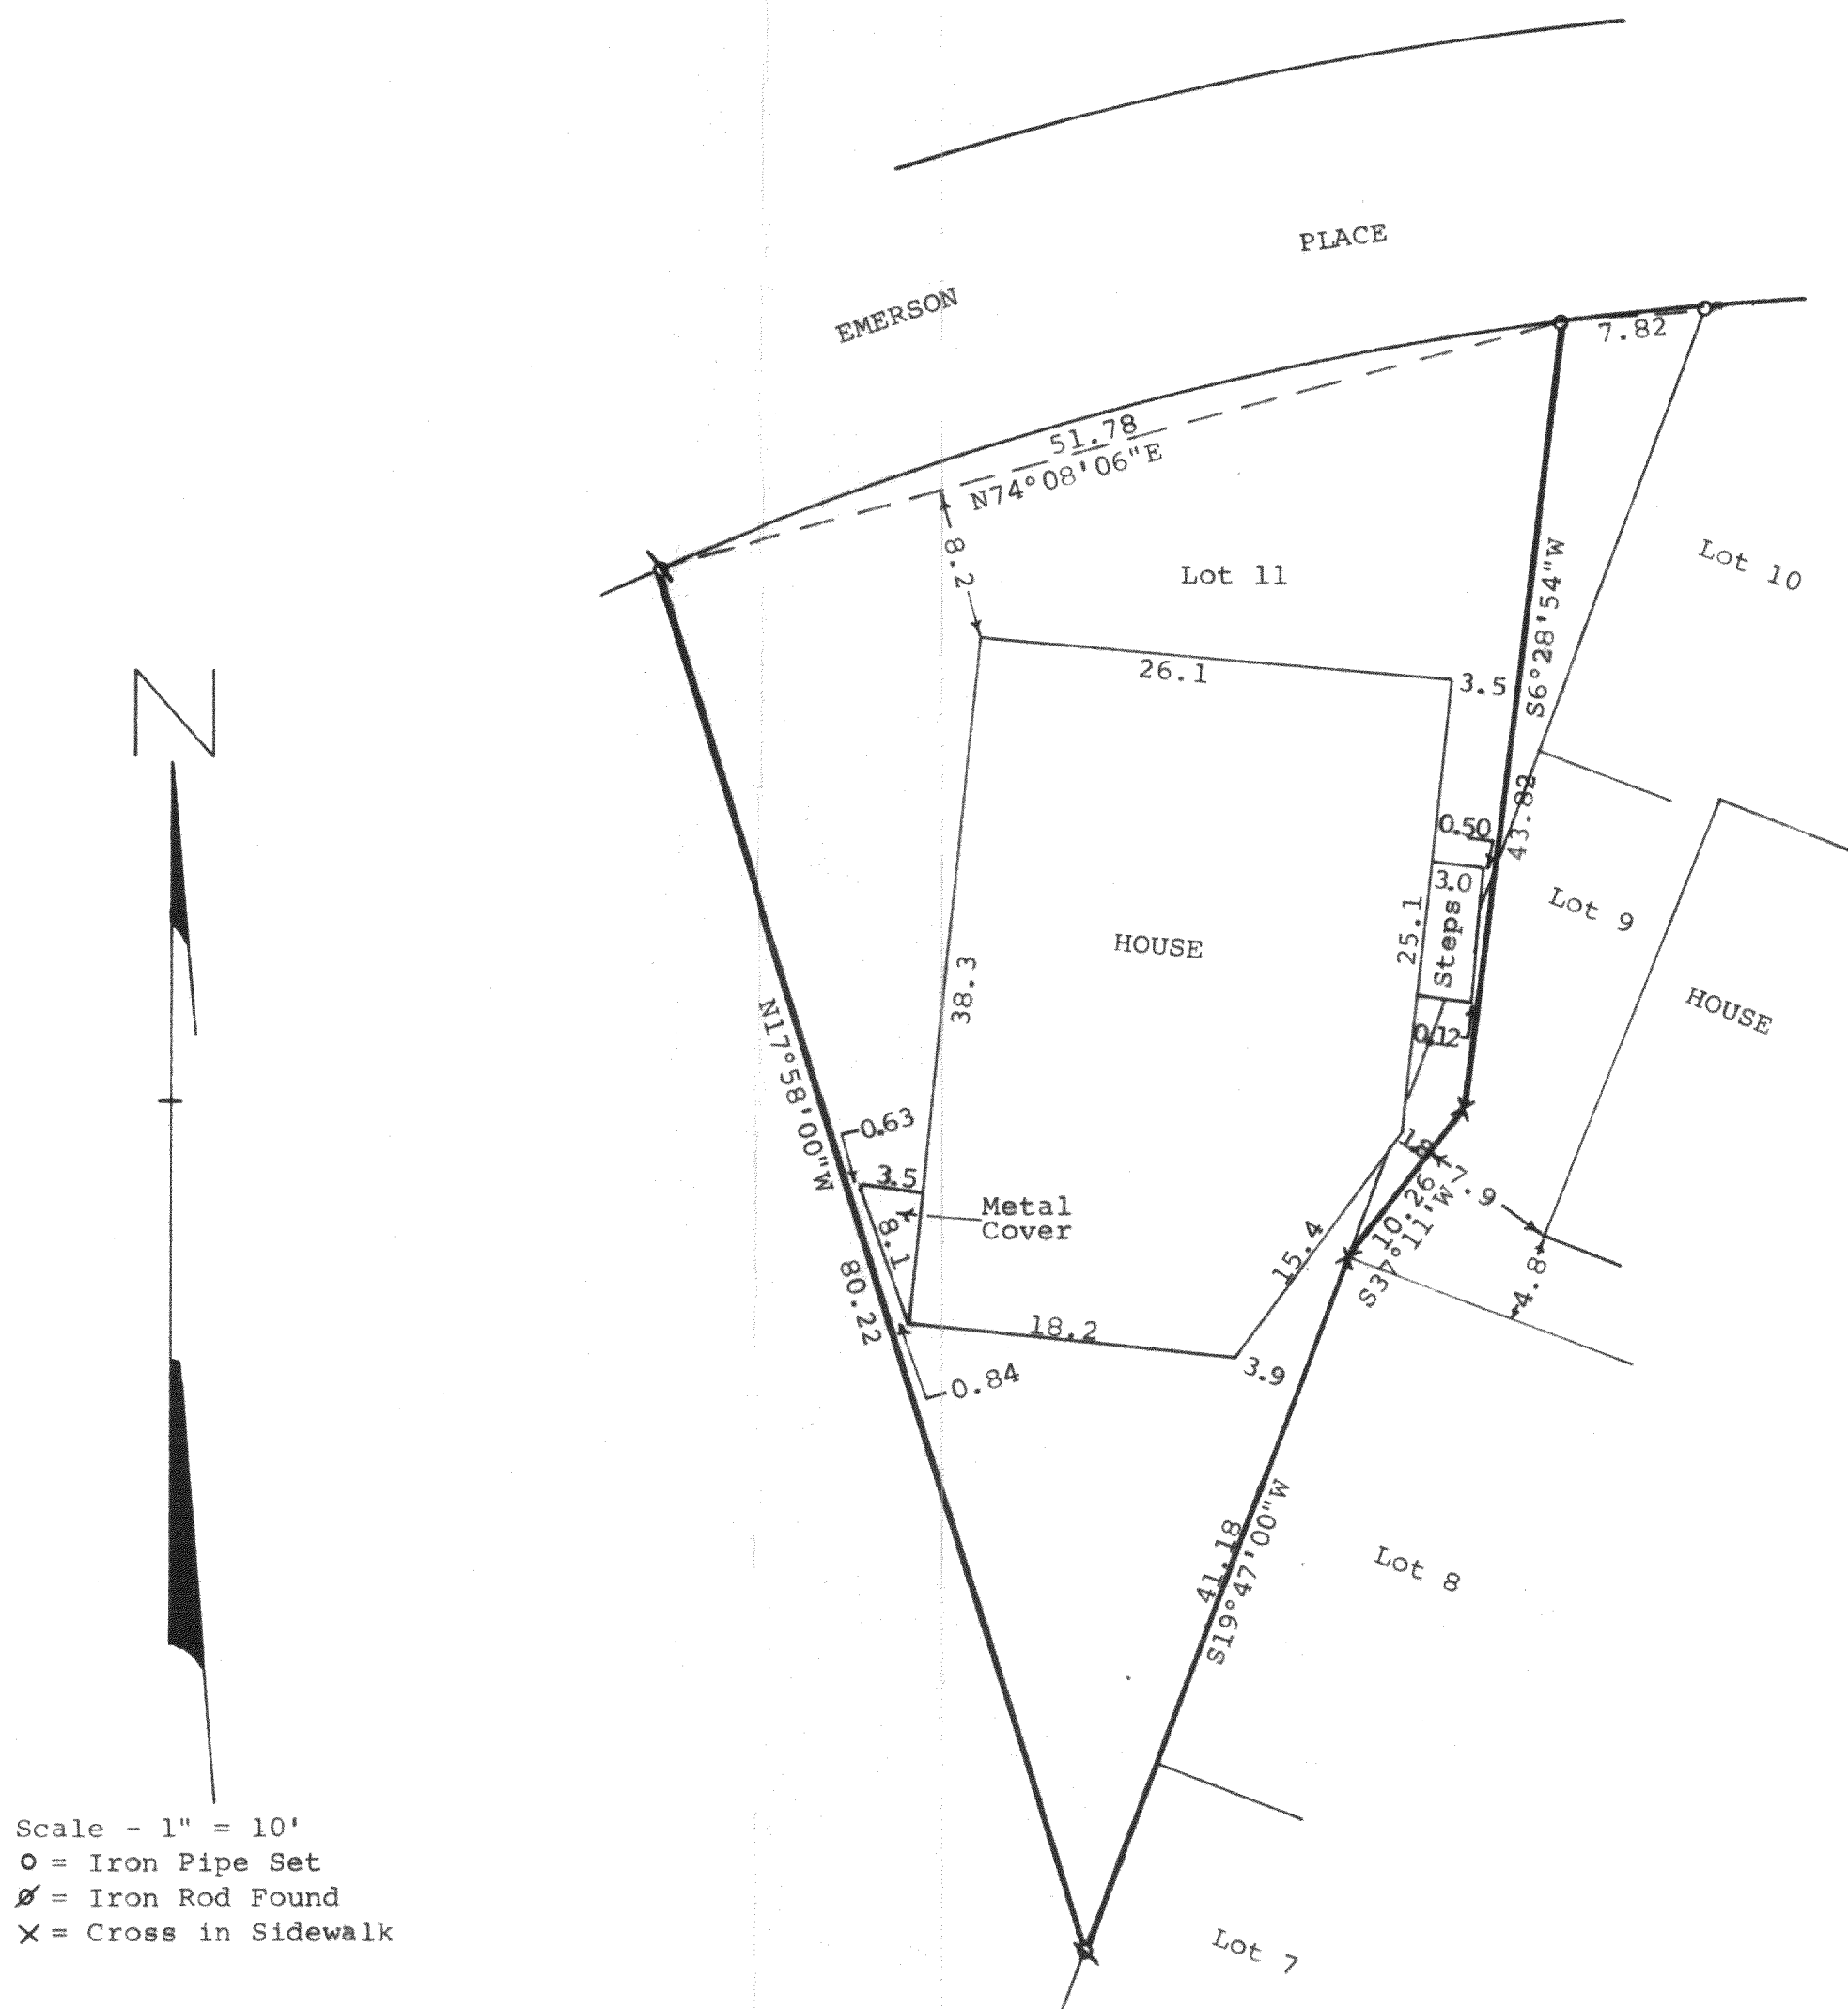 PLACE
EMERSON
7.82
51.78
N74°08'06"E
8.2
Lot 11
Lot 10
S6°28'54"W
26.1
3.5
43.82
0.50
3.0
Lot 9
25.1
Steps
HOUSE
38.3
HOUSE
0.12
N17°58'00"W
0.63
1.8
3.5
7.9
Metal
Cover
10.26
S37°11'W
8.1
15.4
4.8
80.22
18.2
3.9
0.84
41.18
S19°47'00"W
Lot 8
N
Scale - 1" = 10'
O = Iron Pipe Set
Ø = Iron Rod Found
X = Cross in Sidewalk
Lot 7